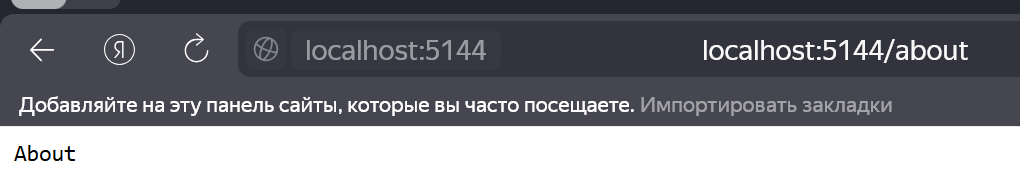 Я localhost:5144 localhost:5144/about
Добавляйте на эту панель сайты, которые вы часто посещаете. Импортировать закладки
About